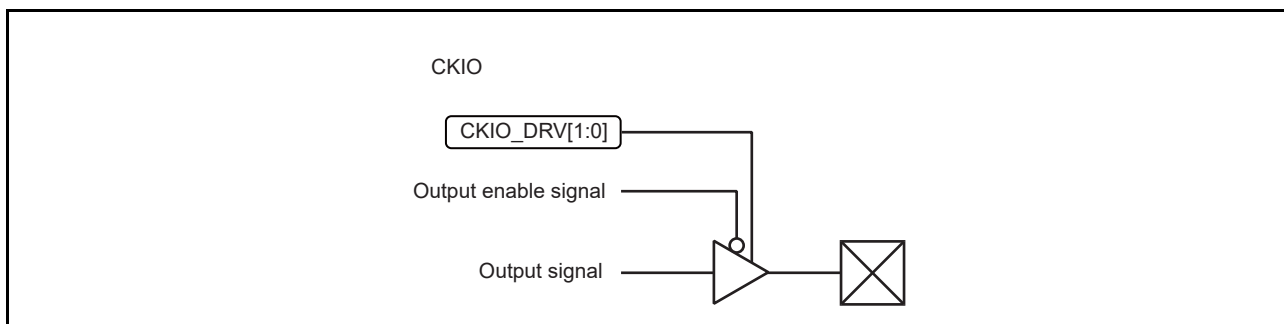 CKIO
CKIO_DRV[1:0]
Output enable signal
Output signal